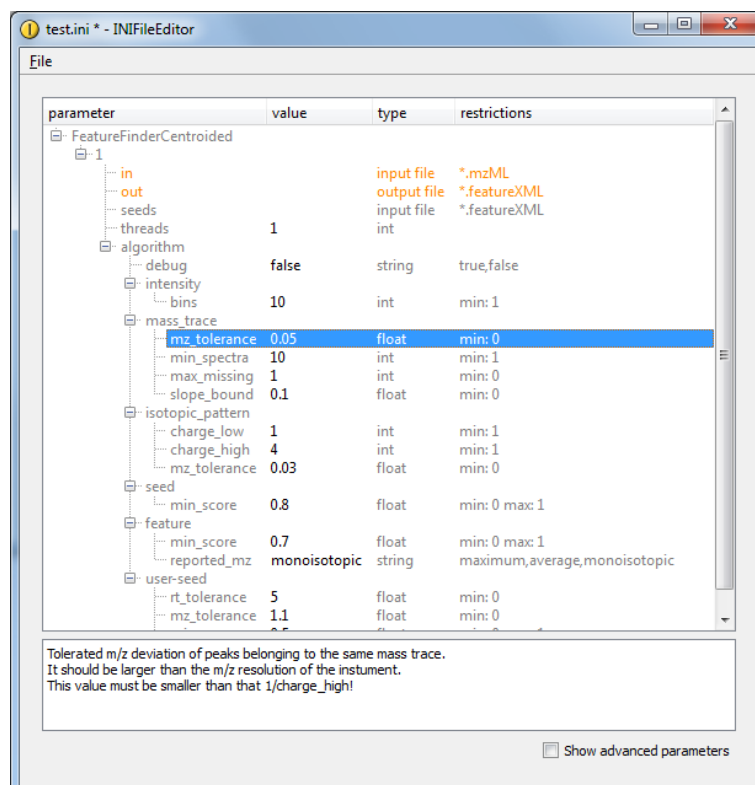 test.ini * - INIFileEditor
File
parameter value type restrictions
FeatureFinderCentroided
1
in input file *.mzML
out output file *.featureXML
seeds input file *.featureXML
threads 1 int
algorithm
debug false string true,false
intensity
bins 10 int min: 1
mass_trace
mz_tolerance 0.05 float min: 0
min_spectra 10 int min: 1
max_missing 1 int min: 0
slope_bound 0.1 float min: 0
isotopic_pattern
charge_low 1 int min: 1
charge_high 4 int min: 1
mz_tolerance 0.03 float min: 0
seed
min_score 0.8 float min: 0 max: 1
feature
min_score 0.7 float min: 0 max: 1
reported_mz monoisotopic string maximum,average,monoisotopic
user-seed
rt_tolerance 5 float min: 0
mz_tolerance 1.1 float min: 0
Tolerated m/z deviation of peaks belonging to the same mass trace.
It should be larger than the m/z resolution of the instument.
This value must be smaller than that 1/charge_high!
Show advanced parameters